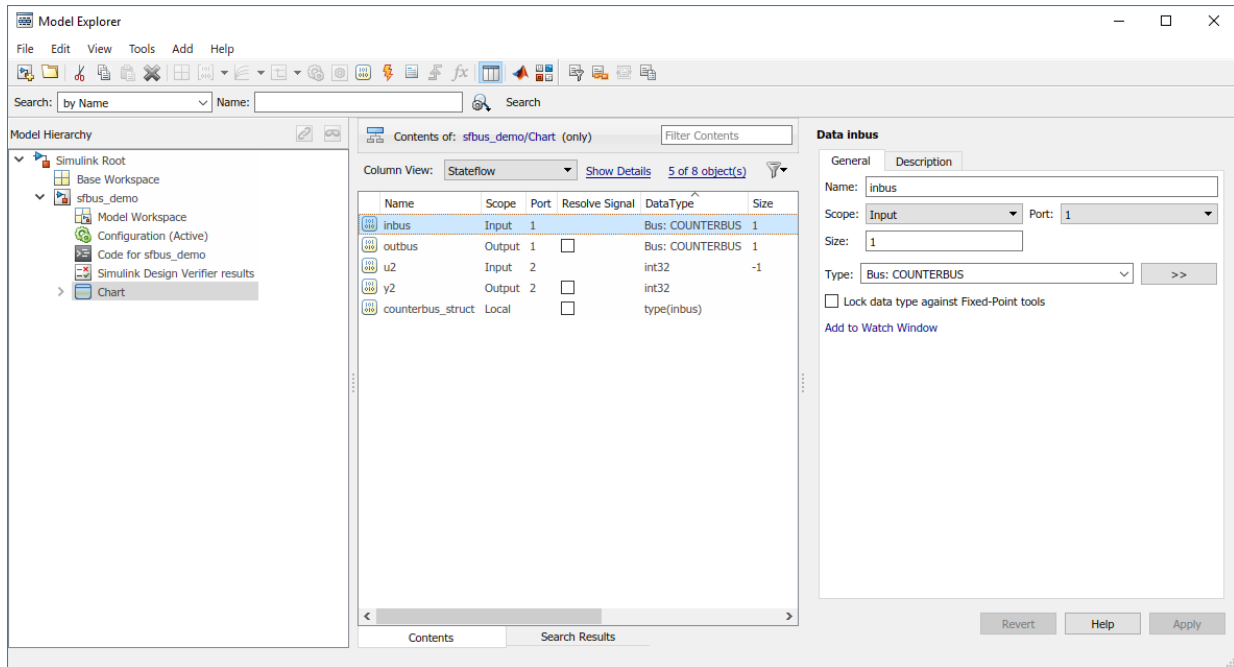 Model Explorer
File Edit View Tools Add Help
fx
Search: by Name Name: Search
Model Hierarchy
Simulink Root
Base Workspace
sfbus_demo
Model Workspace
Configuration (Active)
Code for sfbus_demo
Simulink Design Verifier results
Chart
Contents of: sfbus_demo/Chart (only) Filter Contents
Column View: Stateflow Show Details 5 of 8 object(s)
Name Scope Port Resolve Signal DataType Size
inbus Input 1 Bus: COUNTERBUS 1
outbus Output 1 Bus: COUNTERBUS 1
u2 Input 2 int32 -1
y2 Output 2 int32
counterbus_struct Local type(inbus)
Contents Search Results
Data inbus
General Description
Name: inbus
Scope: Input Port: 1
Size: 1
Type: Bus: COUNTERBUS >>
Lock data type against Fixed-Point tools
Add to Watch Window
Revert Help Apply